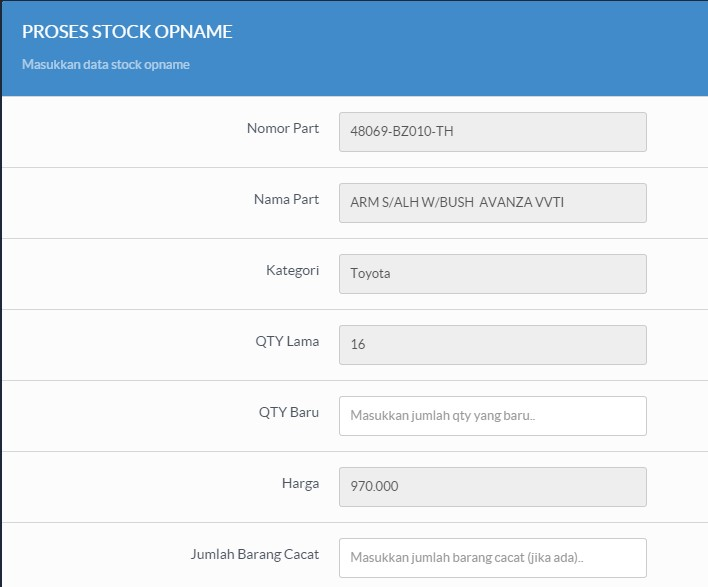 PROSES STOCK OPNAME
Masukkan data stock opname
Nomor Part 48069-BZ010-TH
Nama Part ARM S/ALH W/BUSH AVANZA VVTI
Kategori Toyota
QTY Lama 16
QTY Baru Masukkan jumlah qty yang baru..
Harga 970.000
Jumlah Barang Cacat Masukkan jumlah barang cacat (jika ada)..